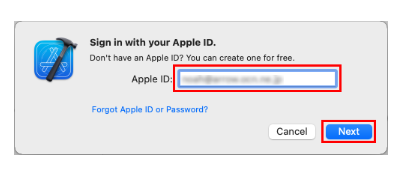 Sign in with your Apple ID.
Don't have an Apple ID? You can create one for free.
Apple ID:
Forgot Apple ID or Password?
Cancel
Next